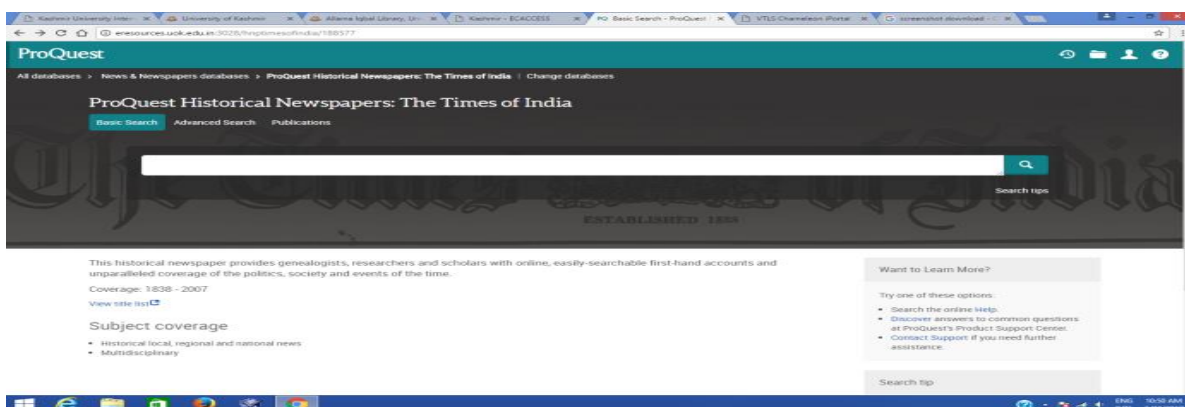 Kashmir University Inter-
University of Kashmir
Allama Iqbal Library, Un-
Kashmir - ECACCESS
PQ Basic Search - ProQuest
VTLS Chameleon iPortal
screenshot download -
eresources.uok.edu.in:3028/hnptimesofindia/188577
ProQuest
All databases > News & Newspapers databases > ProQuest Historical Newspapers: The Times of India | Change databases
ProQuest Historical Newspapers: The Times of India
Basic Search Advanced Search Publications
The Times of India
Search tips
ESTABLISHED 1838
This historical newspaper provides genealogists, researchers and scholars with online, easily-searchable first-hand accounts and
unparalleled coverage of the politics, society and events of the time.
Coverage: 1838 - 2007
View title list
Subject coverage
• Historical local, regional and national news
• Multidisciplinary
Want to Learn More?
Try one of these options:
• Search the online Help.
• Discover answers to common questions
at ProQuest's Product Support Center.
• Contact Support if you need further
assistance.
Search tip
ENG 10:50 AM